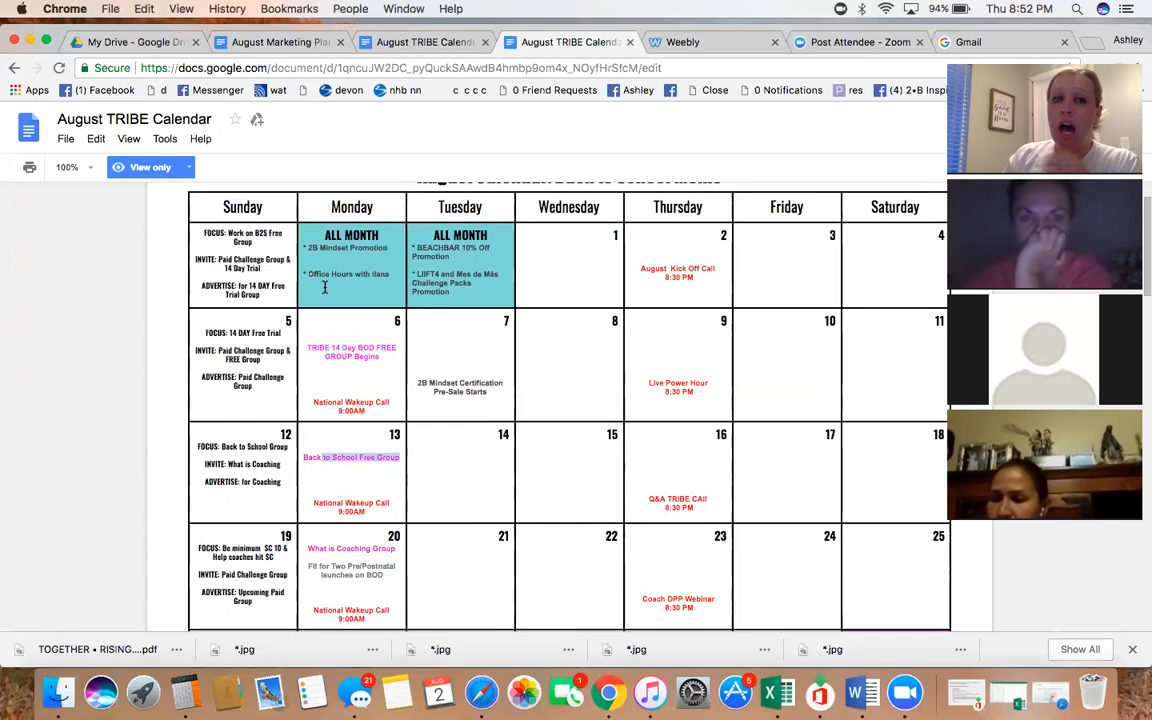 Chrome File Edit View History Bookmarks People Window Help 94% Thu 8:52 PM
My Drive - Google Dri August Marketing Plan August TRIBE Calenda August TRIBE Calenda Weebly Post Attendee - Zoom Gmail Ashley
Secure https://docs.google.com/document/d/1qncuJW2DC_pyQuckSAAwdB4hmbp9om4x_NOyfHrSfcM/edit
Apps (1) Facebook d Messenger wat devon nhb nn c c c c 0 Friend Requests Ashley Close 0 Notifications res (4) 2B Inspi
August TRIBE Calendar
File Edit View Tools Help
100% View only
Sunday Monday Tuesday Wednesday Thursday Friday Saturday
FOCUS: Work on B2S Free
Group
INVITE: Paid Challenge Group &
14 Day Trial
ADVERTISE: for 14 DAY Free
Trial Group
ALL MONTH
* 2B Mindset Promotion
* Office Hours with Ilana
ALL MONTH
* BEACHBAR 10% Off
Promotion
* LIIFT4 and Mes de Más
Challenge Packs
Promotion
1
2
August Kick Off Call
8:30 PM
3
4
5
FOCUS: 14 DAY Free Trial
INVITE: Paid Challenge Group &
FREE Group
ADVERTISE: Paid Challenge
Group
6
TRIBE 14 Day BOD FREE
GROUP Begins
National Wakeup Call
9:00AM
7
2B Mindset Certification
Pre-Sale Starts
8
9
Live Power Hour
8:30 PM
10
11
12
FOCUS: Back to School Group
INVITE: What is Coaching
ADVERTISE: for Coaching
13
Back to School Free Group
National Wakeup Call
9:00AM
14
15
16
Q&A TRIBE CAll
8:30 PM
17
18
19
FOCUS: Be minimum SC 10 &
Help coaches hit SC
INVITE: Paid Challenge Group
ADVERTISE: Upcoming Paid
Group
20
What is Coaching Group
Fit for Two Pre/Postnatal
launches on BOD
National Wakeup Call
9:00AM
21
22
23
Coach OPP Webinar
8:30 PM
24
25
TOGETHER • RISING....pdf *.jpg *.jpg *.jpg *.jpg Show All
21 AUG 2 1 5